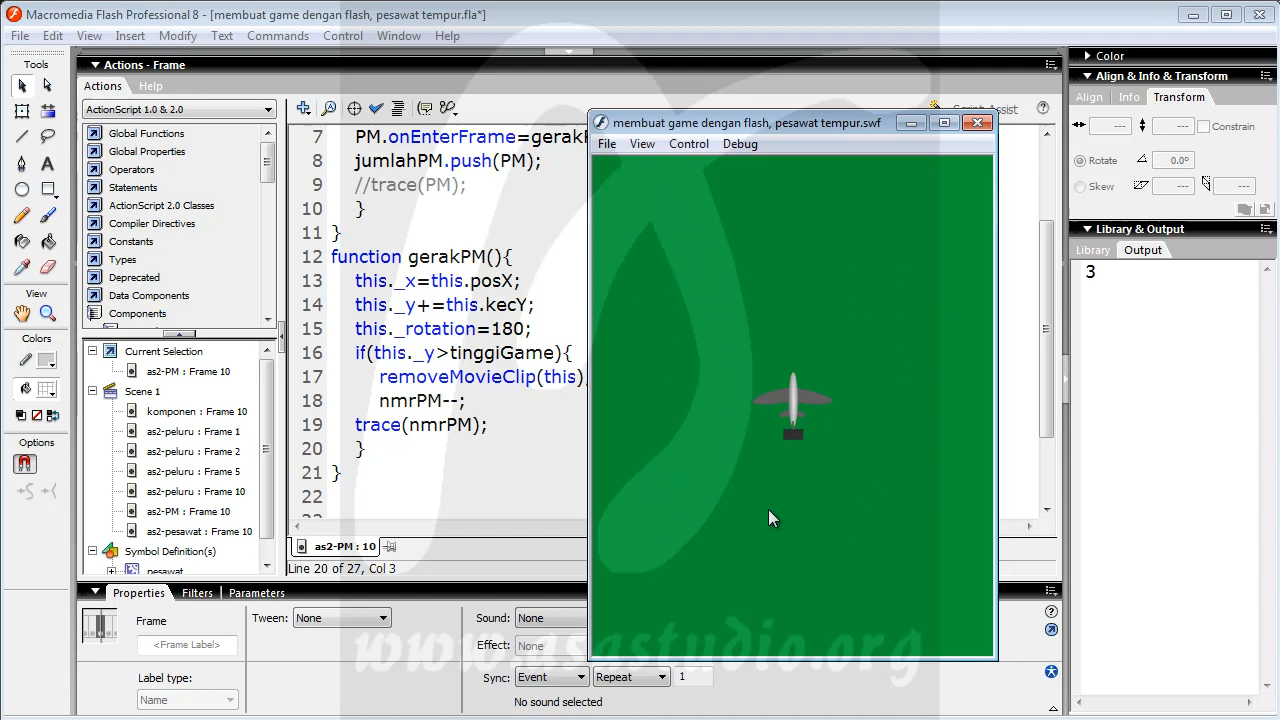 Macromedia Flash Professional 8 - [membuat game dengan flash, pesawat tempur.fla*]
File Edit View Insert Modify Text Commands Control Window Help
Tools
View
Colors
Options
Actions - Frame
Actions Help
ActionScript 1.0 & 2.0
Global Functions
Global Properties
Operators
Statements
ActionScript 2.0 Classes
Compiler Directives
Constants
Types
Deprecated
Data Components
Components
Current Selection
as2-PM : Frame 10
Scene 1
komponen : Frame 10
as2-peluru : Frame 1
as2-peluru : Frame 2
as2-peluru : Frame 5
as2-peluru : Frame 10
as2-PM : Frame 10
as2-pesawat : Frame 10
Symbol Definition(s)
pesawat
Script Assist
7 PM.onEnterFrame=gerakP
8 jumlahPM.push(PM);
9 //trace(PM);
10 }
11 }
12 function gerakPM(){
13 this._x=this.posX;
14 this._y+=this.kecY;
15 this._rotation=180;
16 if(this._y>tinggiGame){
17 removeMovieClip(this);
18 nmrPM--;
19 trace(nmrPM);
20 }
21 }
22
as2-PM : 10
Line 20 of 27, Col 3
membuat game dengan flash, pesawat tempur.swf
File View Control Debug
Color
Align & Info & Transform
Align Info Transform
Constrain
Rotate 0.0°
Skew
Library & Output
Library Output
3
Properties Filters Parameters
Frame
<Frame Label>
Label type:
Name
Tween: None
Sound: None
Effect: None
Sync: Event Repeat 1
No sound selected
www.asastudio.org